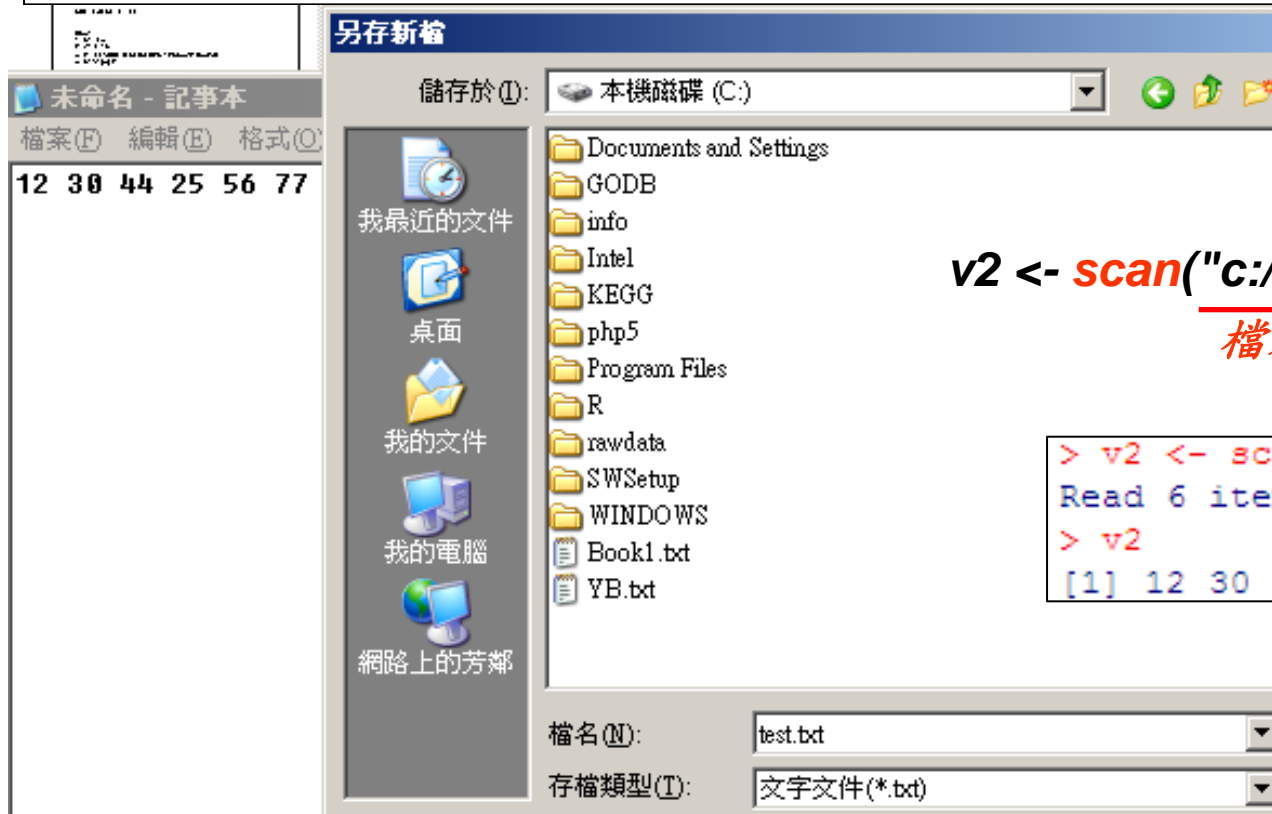 另存新檔
儲存於(I):
本機磁碟 (C:)
未命名 - 記事本
檔案(F) 編輯(E) 格式(O)
12 30 44 25 56 77
我最近的文件
桌面
我的文件
我的電腦
網路上的芳鄰
Documents and Settings
GODB
info
Intel
KEGG
php5
Program Files
R
rawdata
SWSetup
WINDOWS
Book1.txt
YB.txt
v2 <- scan("c:/
檔
> v2 <- sc
Read 6 ite
> v2
[1] 12 30
檔名(N):
test.txt
存檔類型(T):
文字文件(*.txt)